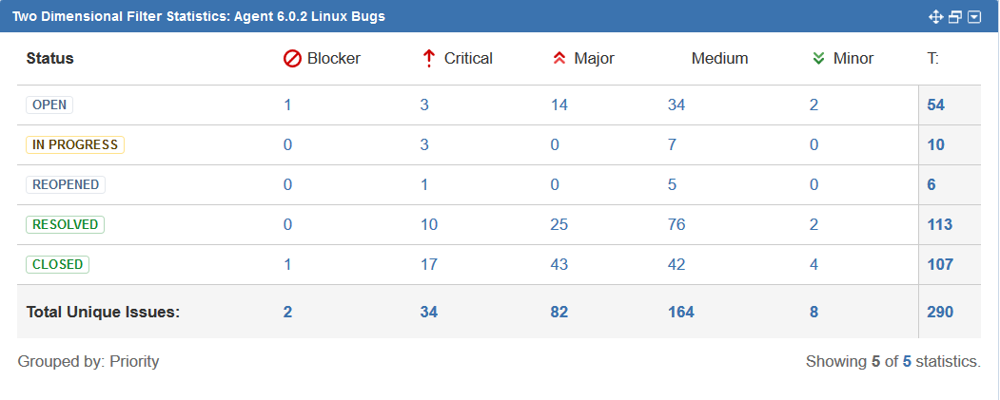 Two Dimensional Filter Statistics: Agent 6.0.2 Linux Bugs
Status Blocker Critical Major Medium Minor T:
OPEN 1 3 14 34 2 54
IN PROGRESS 0 3 0 7 0 10
REOPENED 0 1 0 5 0 6
RESOLVED 0 10 25 76 2 113
CLOSED 1 17 43 42 4 107
Total Unique Issues: 2 34 82 164 8 290
Grouped by: Priority Showing 5 of 5 statistics.